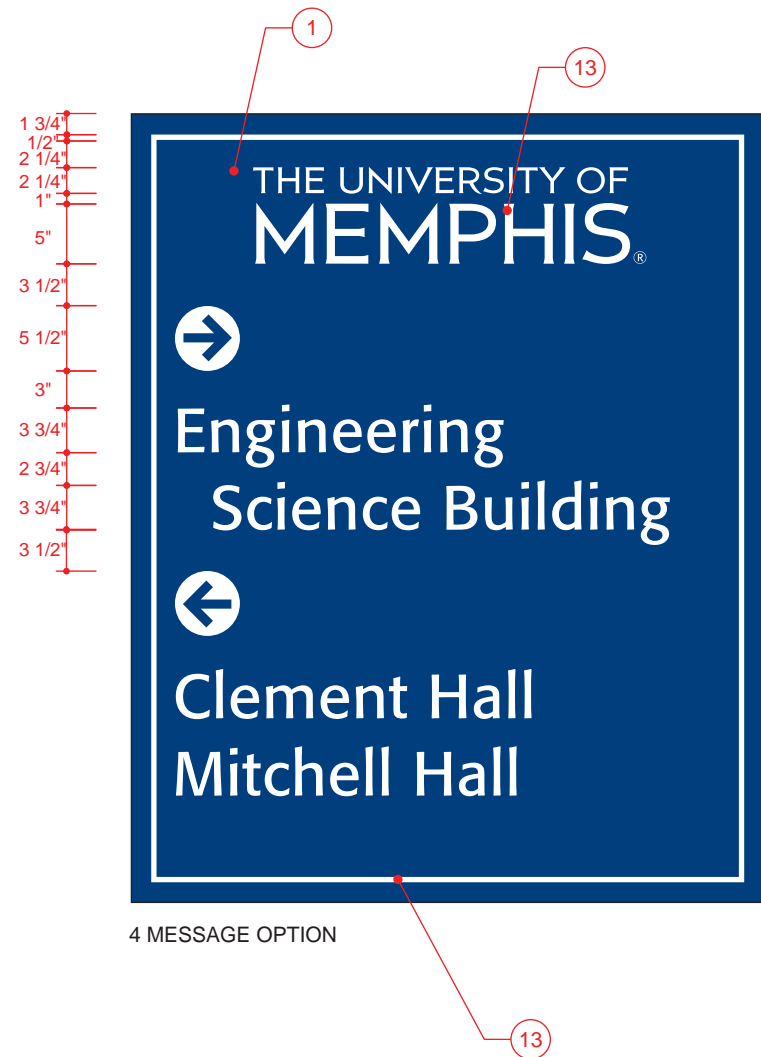 1
13
1 3/4"
1/2"
2 1/4"
2 1/4"
1"
5"
3 1/2"
5 1/2"
3"
3 3/4"
2 3/4"
3 3/4"
3 1/2"
THE UNIVERSITY OF
MEMPHIS®
Engineering
Science Building
Clement Hall
Mitchell Hall
4 MESSAGE OPTION
13